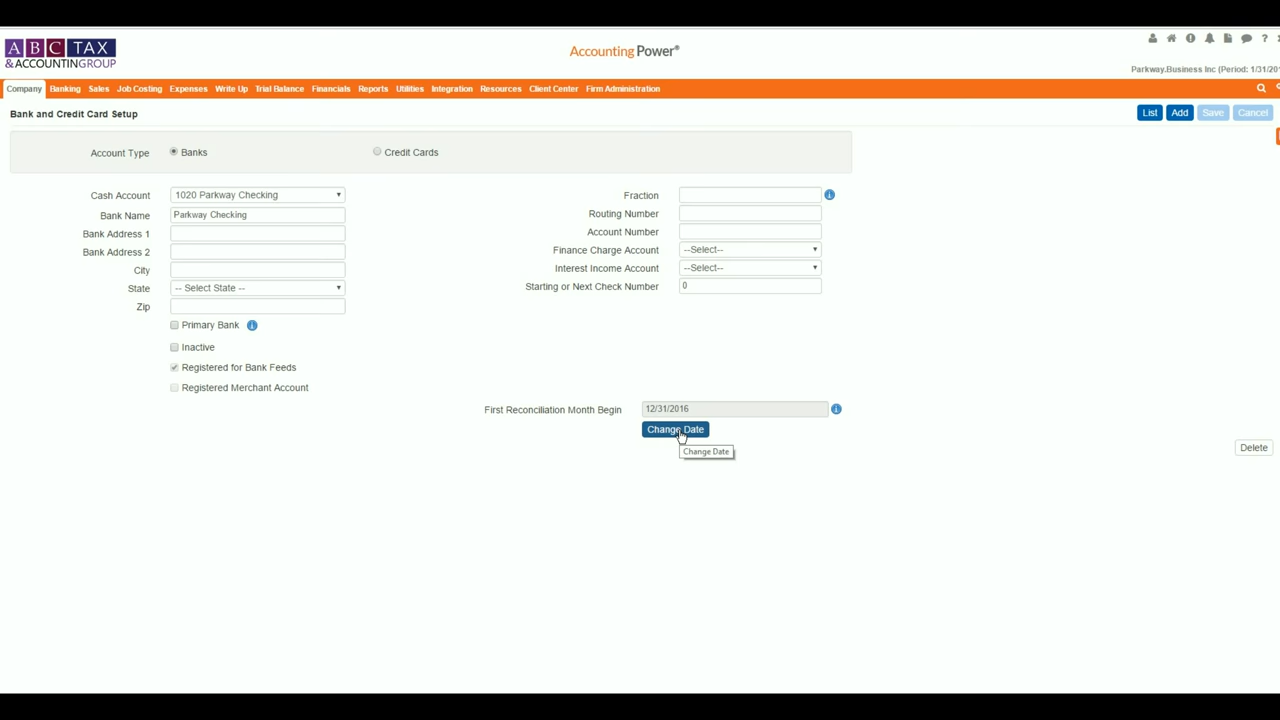 ABC TAX
& ACCOUNTING GROUP
Accounting Power®
Parkway.Business Inc (Period: 1/31/201
Company Banking Sales Job Costing Expenses Write Up Trial Balance Financials Reports Utilities Integration Resources Client Center Firm Administration
Bank and Credit Card Setup
List Add Save Cancel
Account Type Banks Credit Cards
Cash Account 1020 Parkway Checking
Bank Name Parkway Checking
Bank Address 1
Bank Address 2
City
State -- Select State --
Zip
Primary Bank
Inactive
Registered for Bank Feeds
Registered Merchant Account
Fraction
Routing Number
Account Number
Finance Charge Account --Select--
Interest Income Account --Select--
Starting or Next Check Number 0
First Reconciliation Month Begin 12/31/2016
Change Date
Change Date
Delete